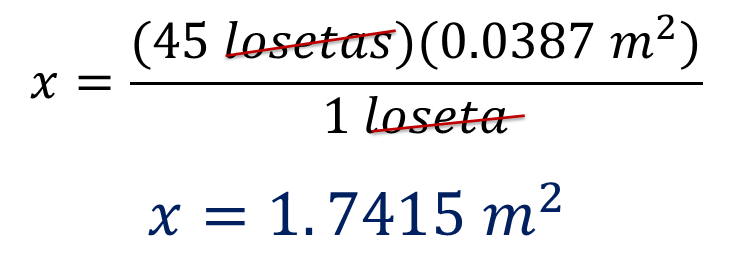 x = (45 losetas)(0.0387 m²)
1 loseta
x = 1.7415 m²